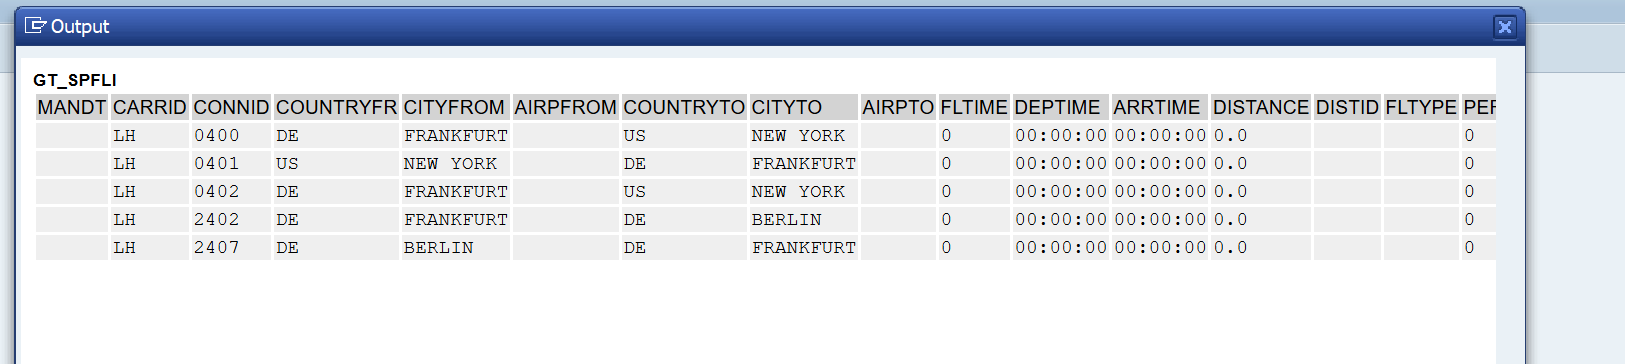 Output
GT_SPFLI
MANDT CARRID CONNID COUNTRYFR CITYFROM AIRPFROM COUNTRYTO CITYTO AIRPTO FLTIME DEPTIME ARRTIME DISTANCE DISTID FLTYPE PER
LH 0400 DE FRANKFURT US NEW YORK 0 00:00:00 00:00:00 0.0 0
LH 0401 US NEW YORK DE FRANKFURT 0 00:00:00 00:00:00 0.0 0
LH 0402 DE FRANKFURT US NEW YORK 0 00:00:00 00:00:00 0.0 0
LH 2402 DE FRANKFURT DE BERLIN 0 00:00:00 00:00:00 0.0 0
LH 2407 DE BERLIN DE FRANKFURT 0 00:00:00 00:00:00 0.0 0